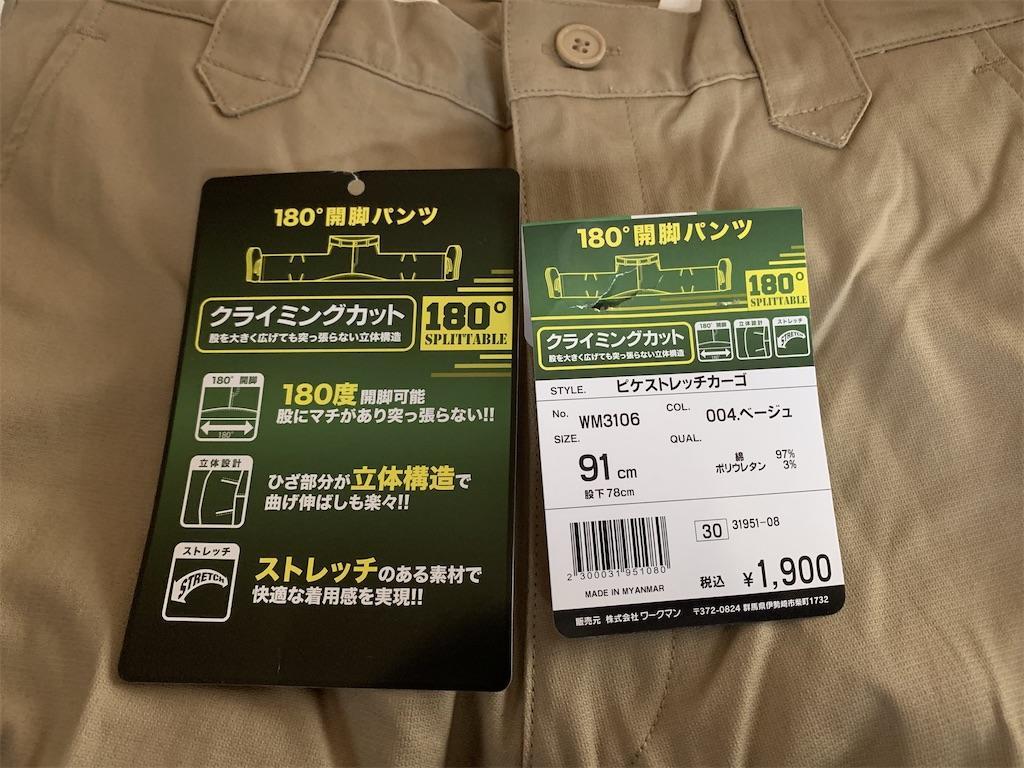 180°開脚パンツ
クライミングカット
股を大きく広げても突っ張らない立体構造
180°
SPLITTABLE
180° 開脚
180°
180度 開脚可能
股にマチがあり突っ張らない!!
立体設計
ひざ部分が立体構造で
曲げ伸ばしも楽々!!
ストレッチ
STRETCH
ストレッチのある素材で
快適な着用感を実現!!
180°開脚パンツ
180°
SPLITTABLE
クライミングカット
股を大きく広げても突っ張らない立体構造
180° 開脚
立体設計
ストレッチ
STRETCH
STYLE. ピケストレッチカーゴ
No. WM3106 COL. 004.ベージュ
SIZE. QUAL.
91cm
綿 97%
ポリウレタン 3%
股下78cm
30 31951-08
2 300031 951080
税込 ¥1,900
MADE IN MYANMAR
販売元 株式会社 ワークマン 〒372-0824 群馬県伊勢崎市柴町1732